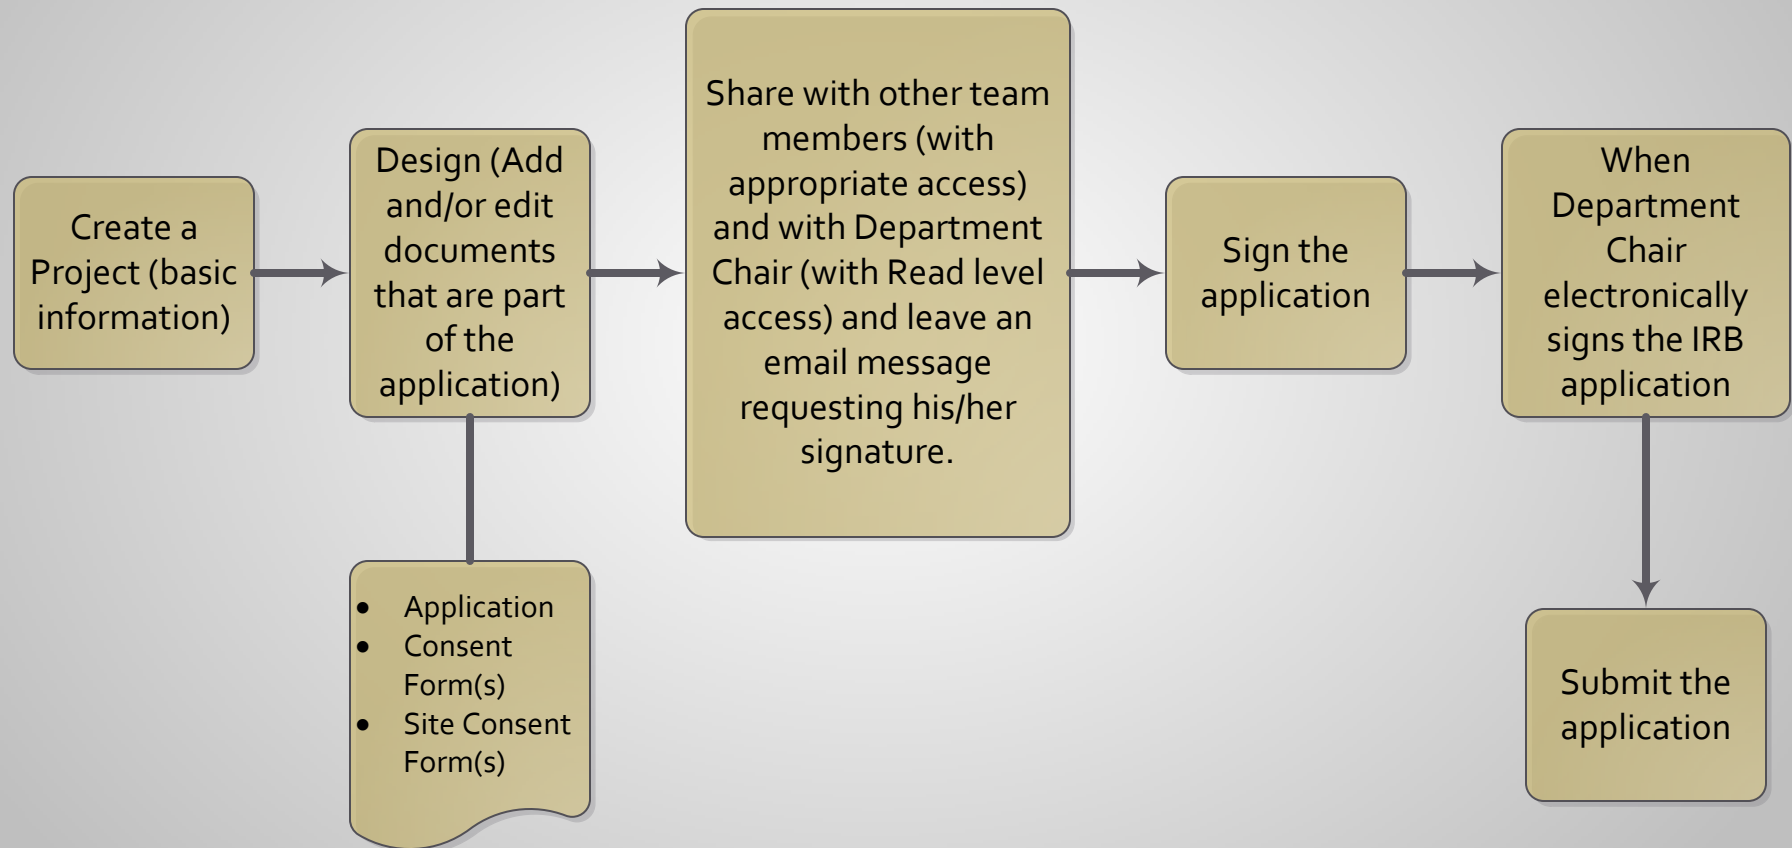 Create a
Project (basic
information)
Design (Add
and/or edit
documents
that are part
of the
application)
• Application
• Consent
Form(s)
• Site Consent
Form(s)
Share with other team
members (with
appropriate access)
and with Department
Chair (with Read level
access) and leave an
email message
requesting his/her
signature.
Sign the
application
When
Department
Chair
electronically
signs the IRB
application
Submit the
application